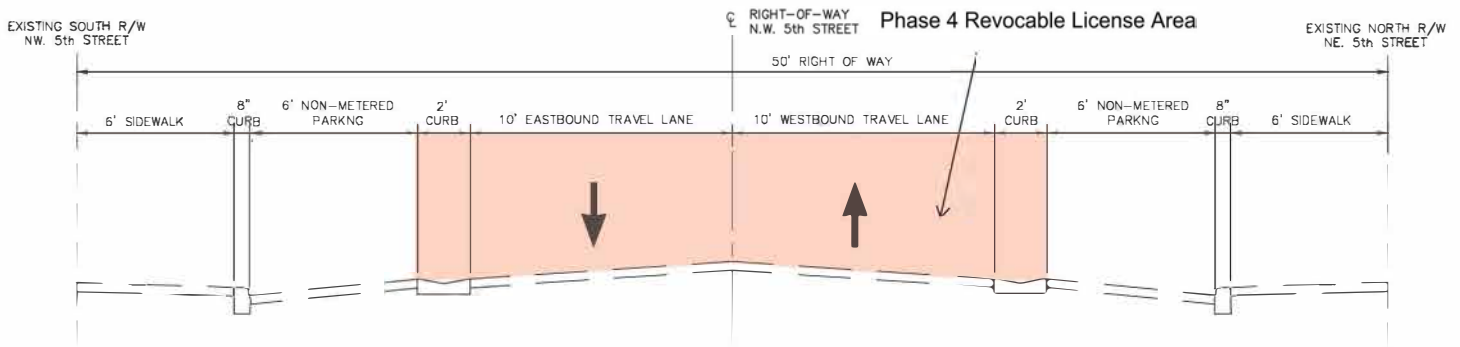 EXISTING SOUTH R/W
NW. 5th STREET
℄ RIGHT-OF-WAY
N.W. 5th STREET
Phase 4 Revocable License Area
EXISTING NORTH R/W
NE. 5th STREET
50' RIGHT OF WAY
6' SIDEWALK
8"
CURB
6' NON-METERED
PARKNG
2'
CURB
10' EASTBOUND TRAVEL LANE
10' WESTBOUND TRAVEL LANE
2'
CURB
6' NON-METERED
PARKNG
8"
CURB
6' SIDEWALK